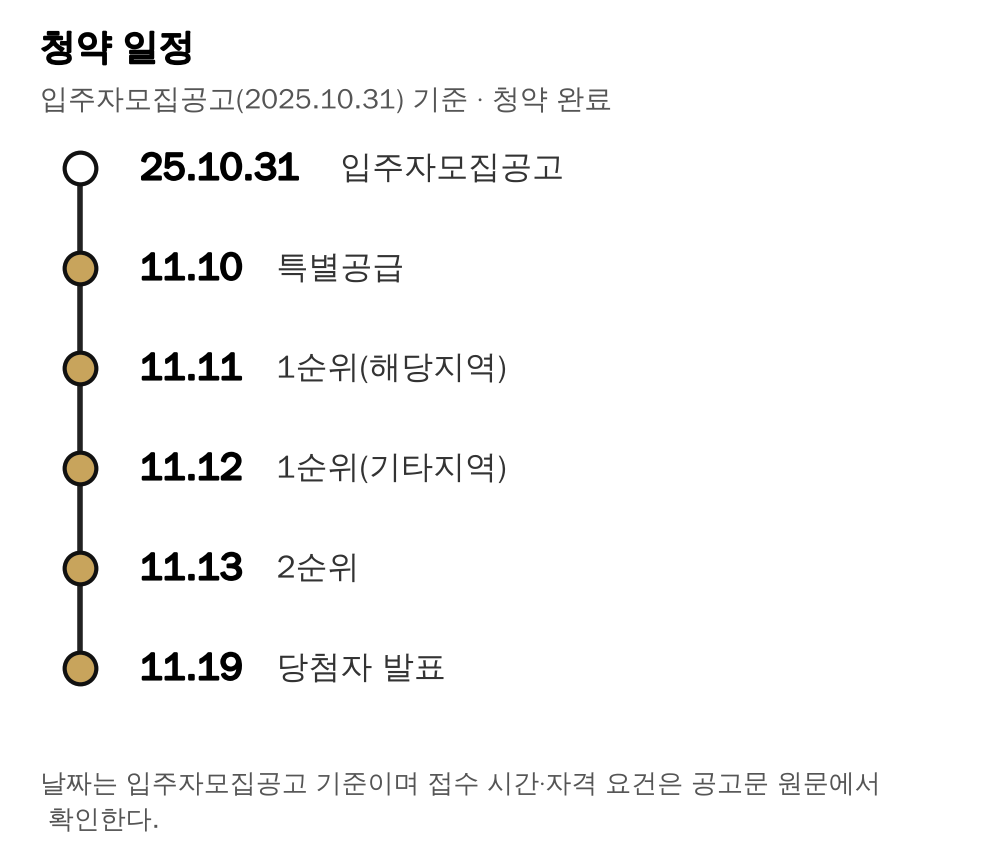 청약 일정
입주자모집공고(2025.10.31) 기준 · 청약 완료
25.10.31 입주자모집공고
11.10 특별공급
11.11 1순위(해당지역)
11.12 1순위(기타지역)
11.13 2순위
11.19 당첨자 발표
날짜는 입주자모집공고 기준이며 접수 시간·자격 요건은 공고문 원문에서
확인한다.